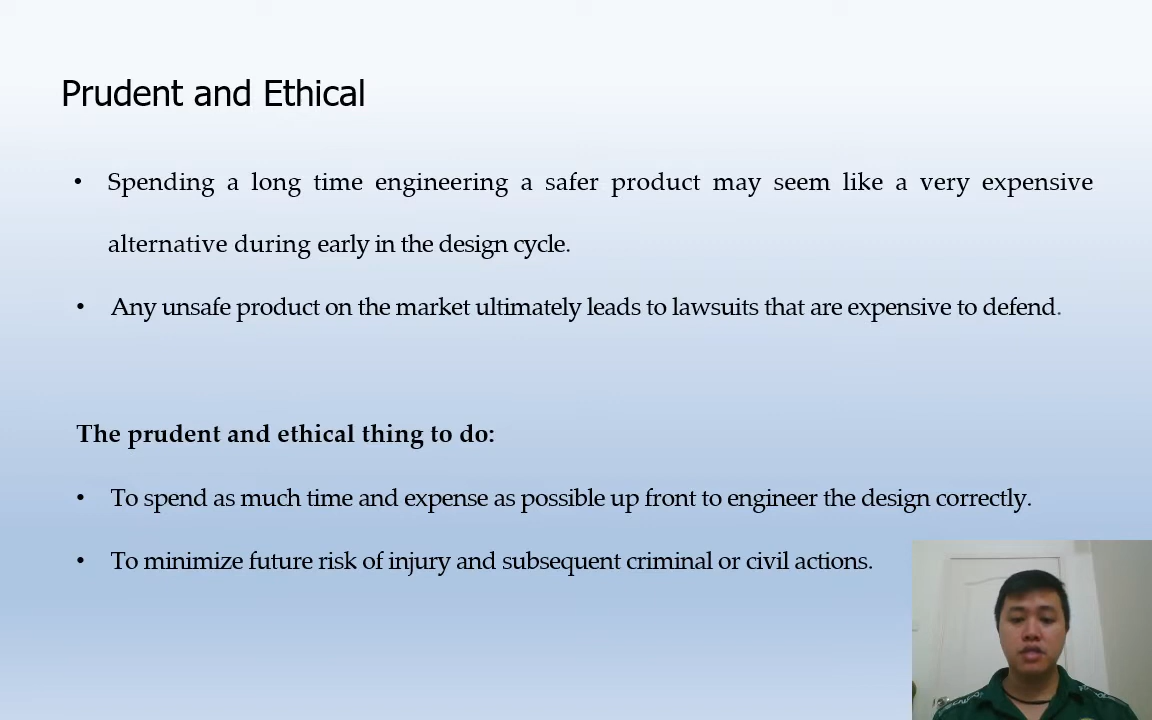 Prudent and Ethical
• Spending a long time engineering a safer product may seem like a very expensive
alternative during early in the design cycle.
• Any unsafe product on the market ultimately leads to lawsuits that are expensive to defend.
The prudent and ethical thing to do:
• To spend as much time and expense as possible up front to engineer the design correctly.
• To minimize future risk of injury and subsequent criminal or civil actions.